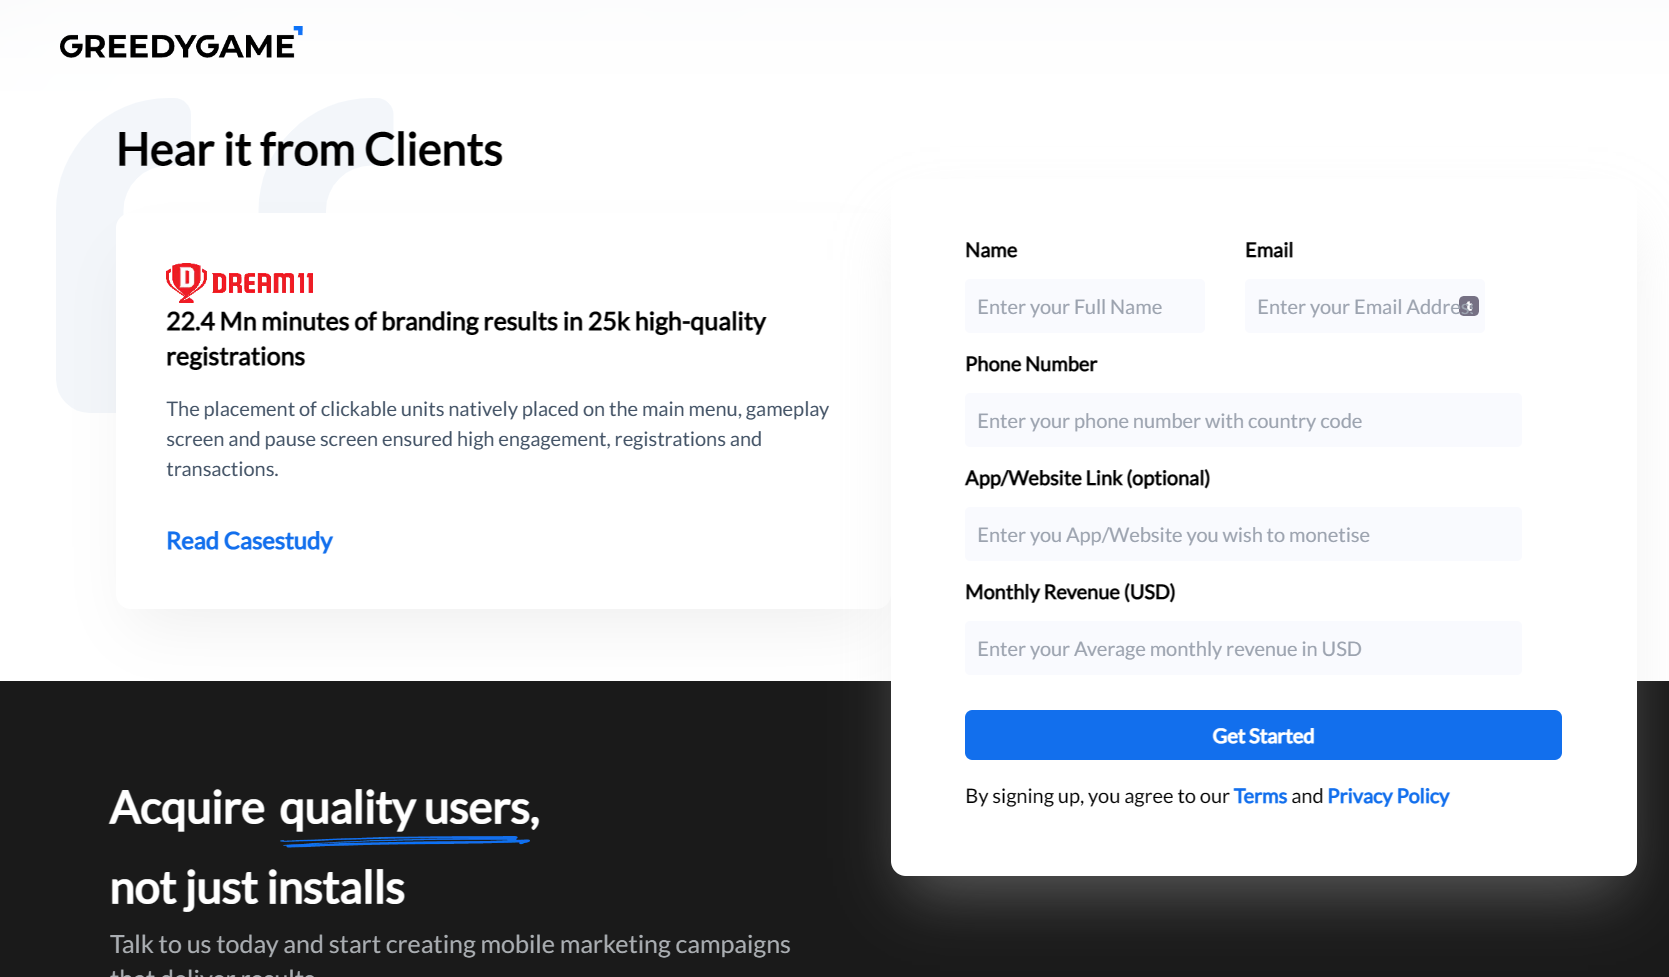 GREEDYGAME
Hear it from Clients
DREAM11
22.4 Mn minutes of branding results in 25k high-quality
registrations
The placement of clickable units natively placed on the main menu, gameplay
screen and pause screen ensured high engagement, registrations and
transactions.
Read Casestudy
Name
Enter your Full Name
Email
Enter your Email Addres
Phone Number
Enter your phone number with country code
App/Website Link (optional)
Enter you App/Website you wish to monetise
Monthly Revenue (USD)
Enter your Average monthly revenue in USD
Get Started
By signing up, you agree to our Terms and Privacy Policy
Acquire quality users,
not just installs
Talk to us today and start creating mobile marketing campaigns
that deliver results